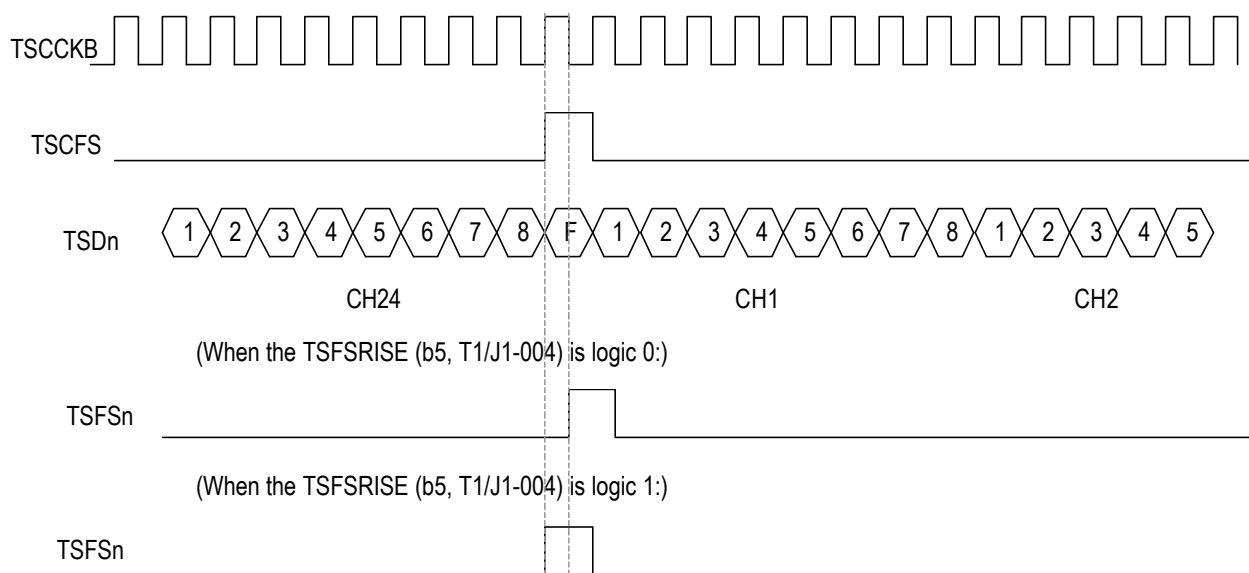 TSCCKB
TSCFS
TSDn 1 2 3 4 5 6 7 8 F 1 2 3 4 5 6 7 8 1 2 3 4 5
CH24 CH1 CH2
(When the TSFSRISE (b5, T1/J1-004) is logic 0:)
TSFSn
(When the TSFSRISE (b5, T1/J1-004) is logic 1:)
TSFSn